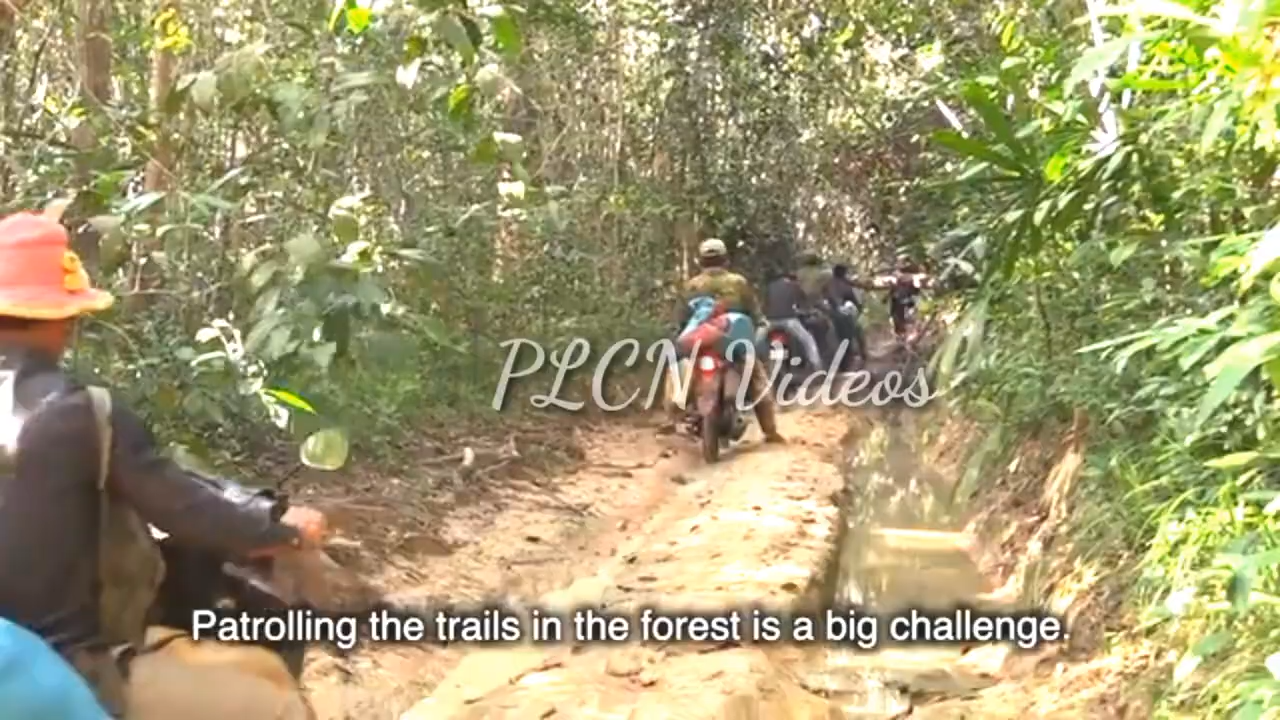 PLCN Videos
Patrolling the trails in the forest is a big challenge.